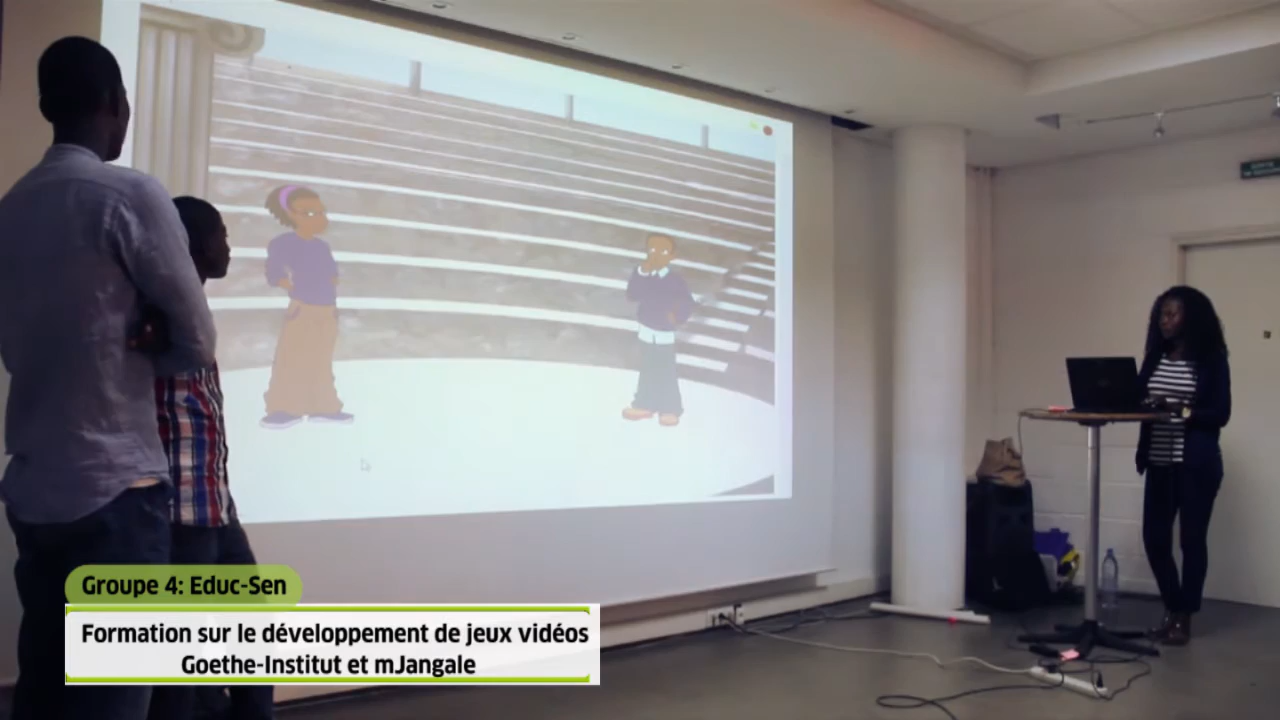 Groupe 4: Educ-Sen
Formation sur le développement de jeux vidéos
Goethe-Institut et mJangale